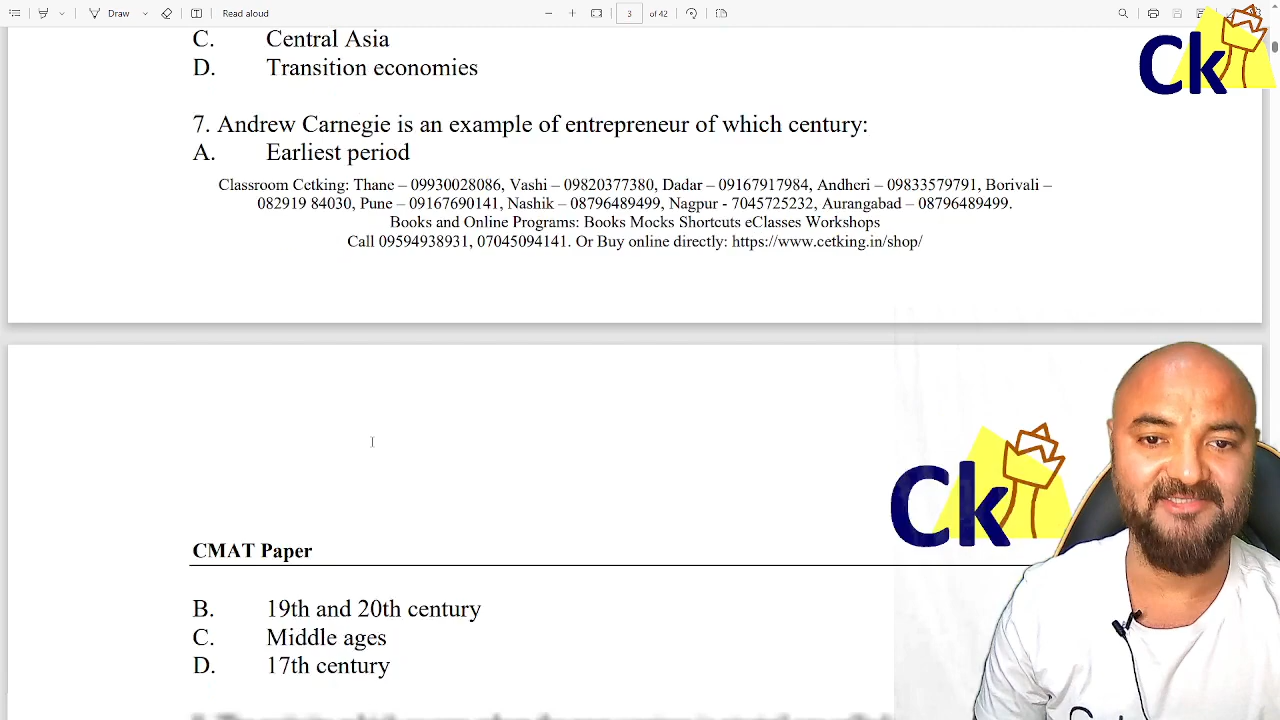 Draw
Read aloud
3
of 42
Ck
C. Central Asia
D. Transition economies
7. Andrew Carnegie is an example of entrepreneur of which century:
A. Earliest period
Classroom Cetking: Thane – 09930028086, Vashi – 09820377380, Dadar – 09167917984, Andheri – 09833579791, Borivali –
082919 84030, Pune – 09167690141, Nashik – 08796489499, Nagpur - 7045725232, Aurangabad – 08796489499.
Books and Online Programs: Books Mocks Shortcuts eClasses Workshops
Call 09594938931, 07045094141. Or Buy online directly: https://www.cetking.in/shop/
Ck
CMAT Paper
B. 19th and 20th century
C. Middle ages
D. 17th century